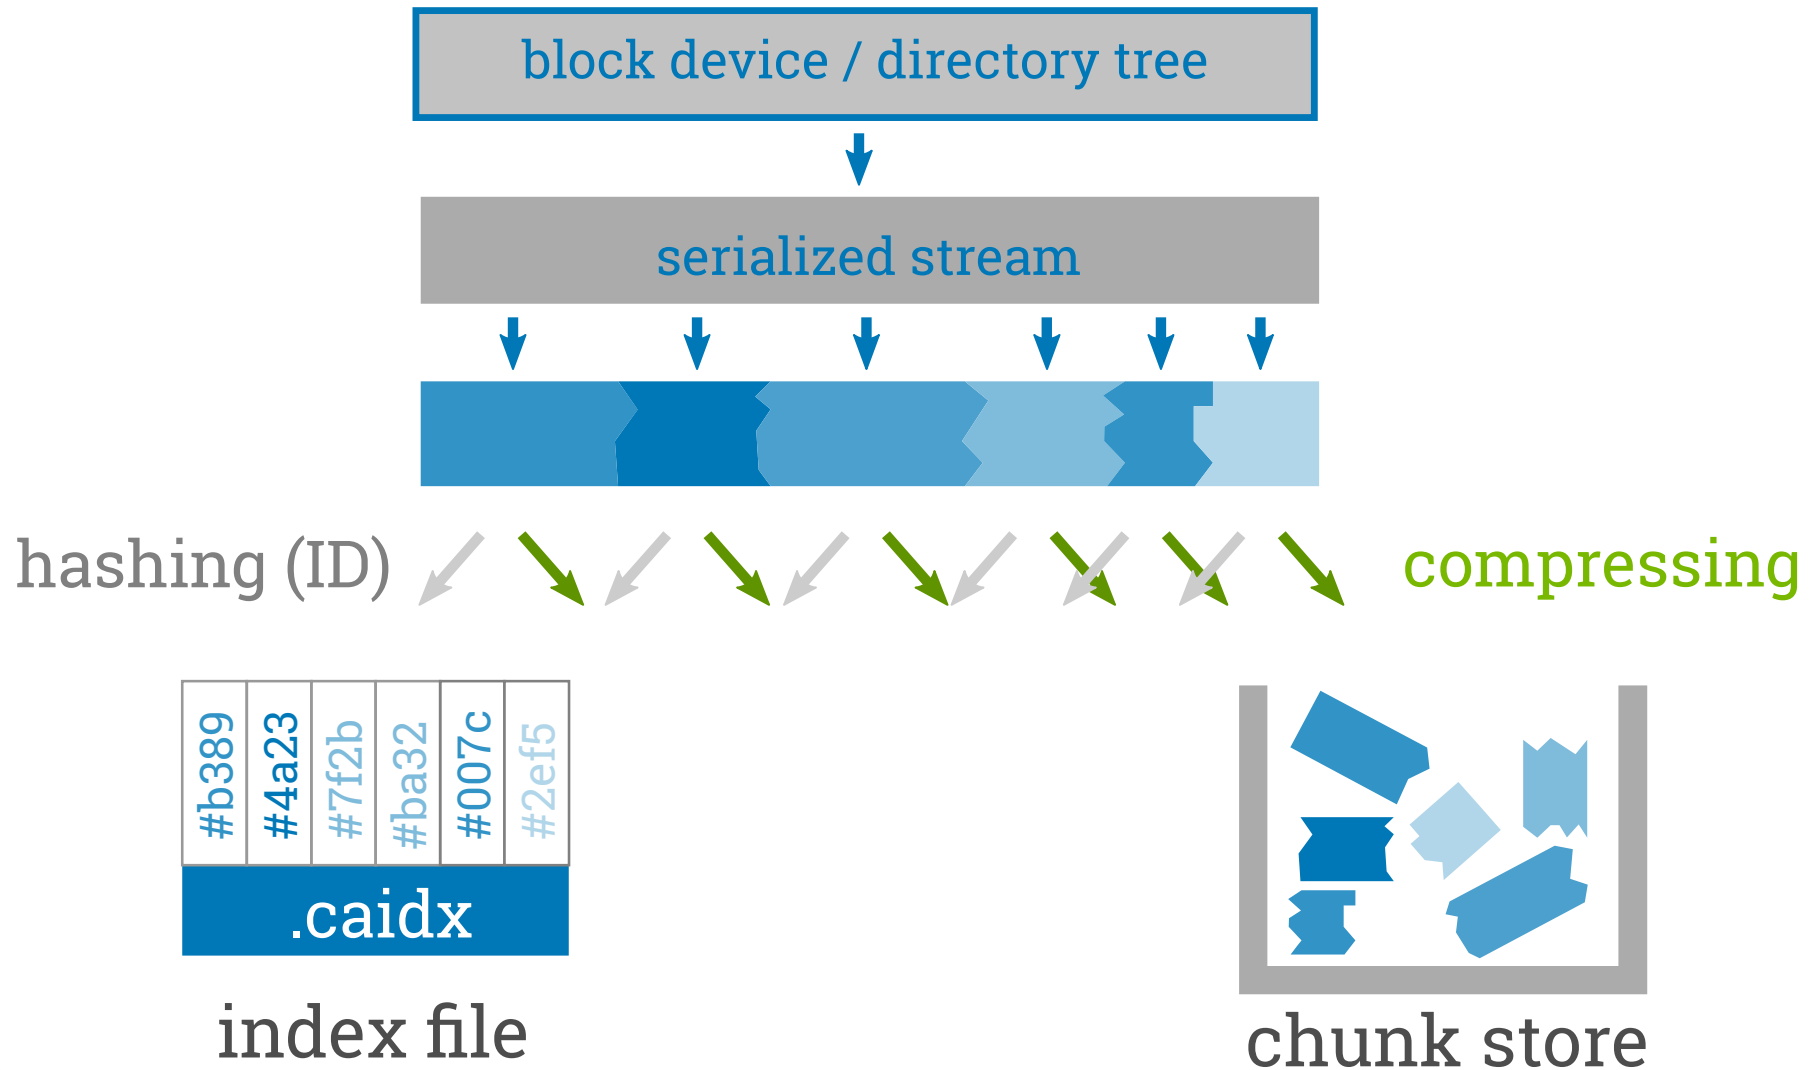 block device / directory tree
serialized stream
hashing (ID)
compressing
#b389
#4a23
#7f2b
#ba32
#007c
#2ef5
.caidx
index file
chunk store